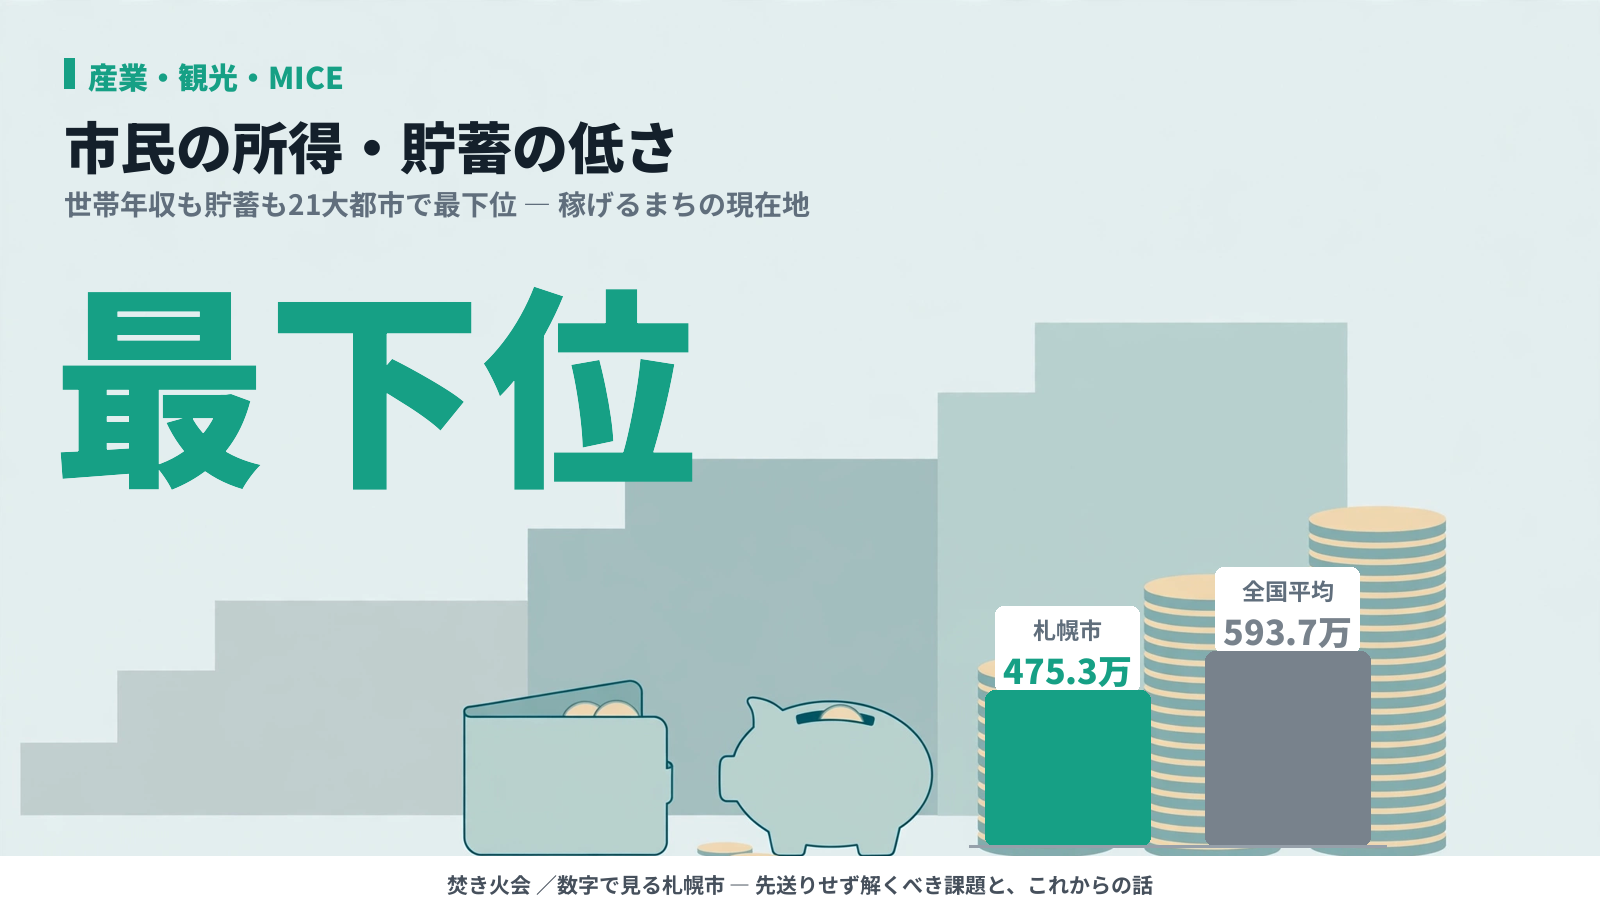 産業・観光・MICE
市民の所得・貯蓄の低さ
世帯年収も貯蓄も21大都市で最下位 ― 稼げるまちの現在地
最下位
札幌市
475.3万
全国平均
593.7万
焚き火会 ／数字で見る札幌市 ― 先送りせず解くべき課題と、これからの話